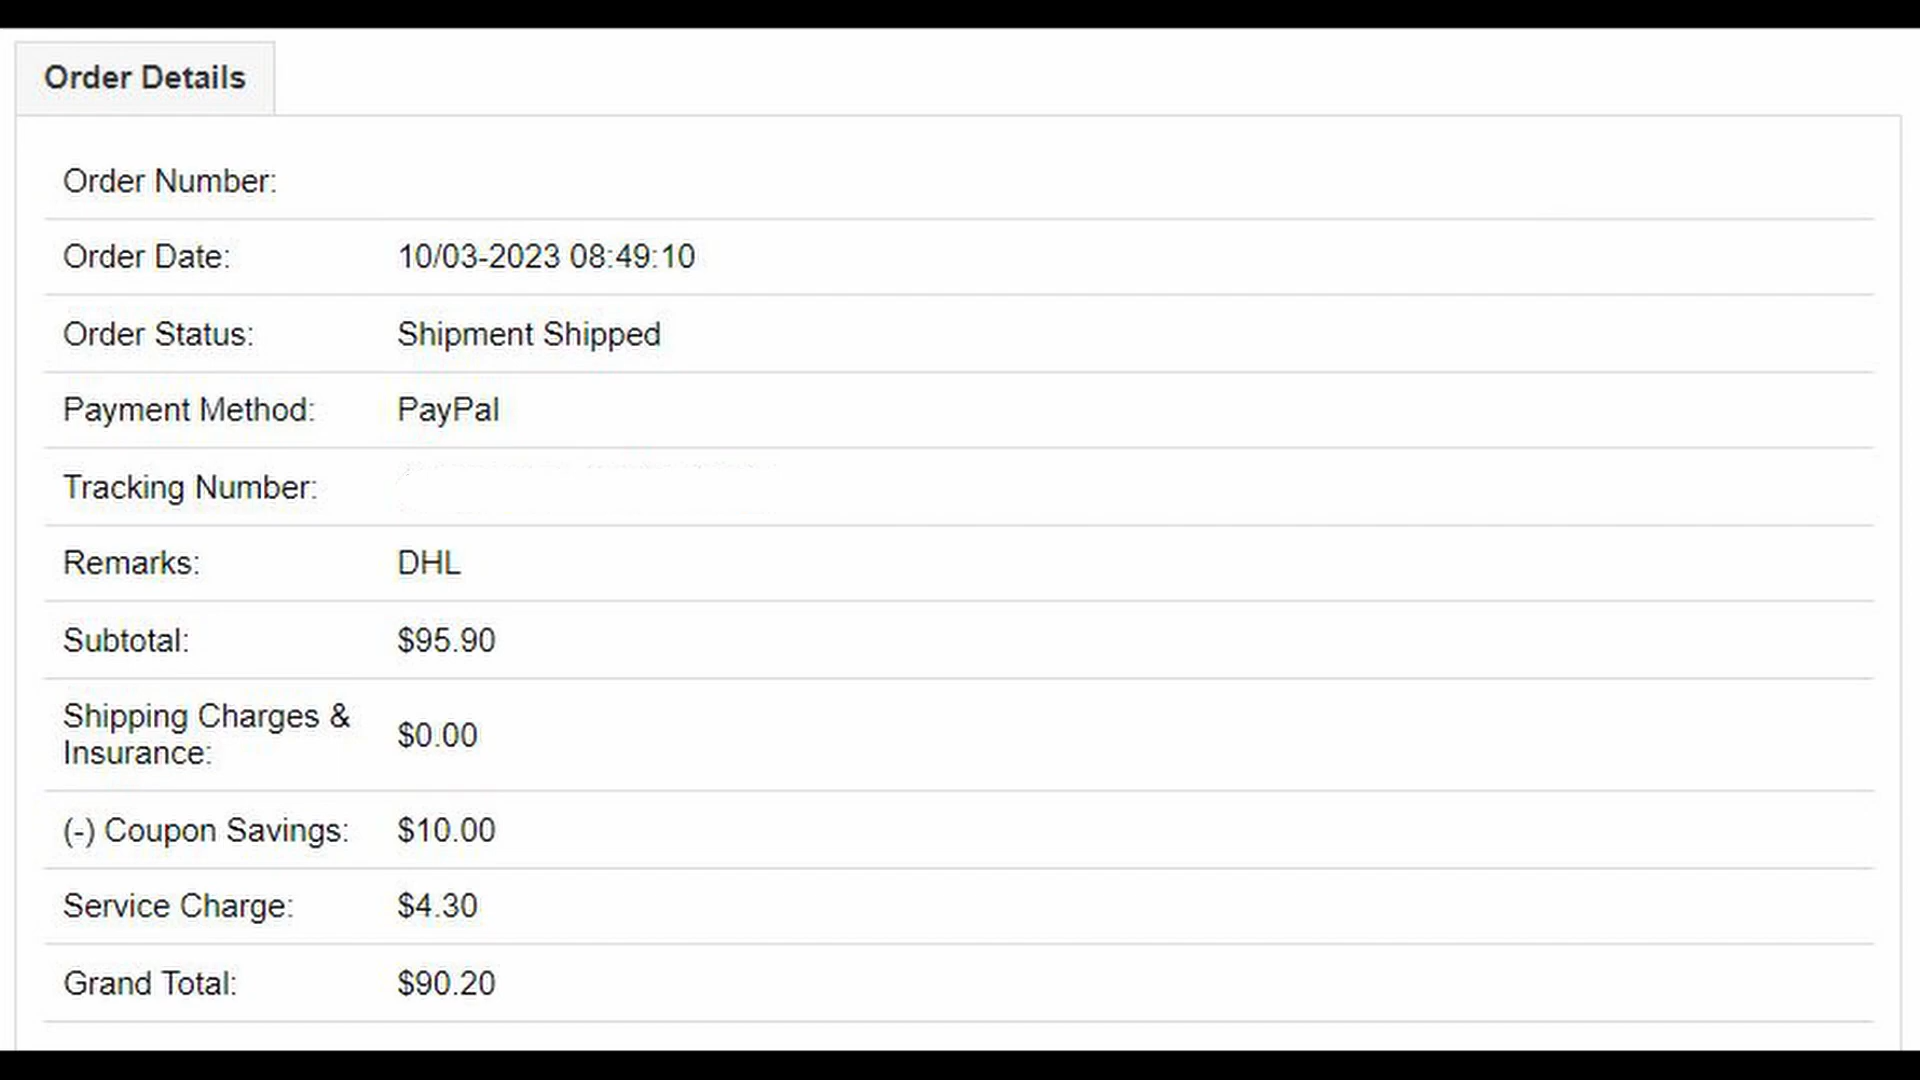 Order Details
Order Number:
Order Date: 10/03-2023 08:49:10
Order Status: Shipment Shipped
Payment Method: PayPal
Tracking Number:
Remarks: DHL
Subtotal: $95.90
Shipping Charges &
Insurance: $0.00
(-) Coupon Savings: $10.00
Service Charge: $4.30
Grand Total: $90.20